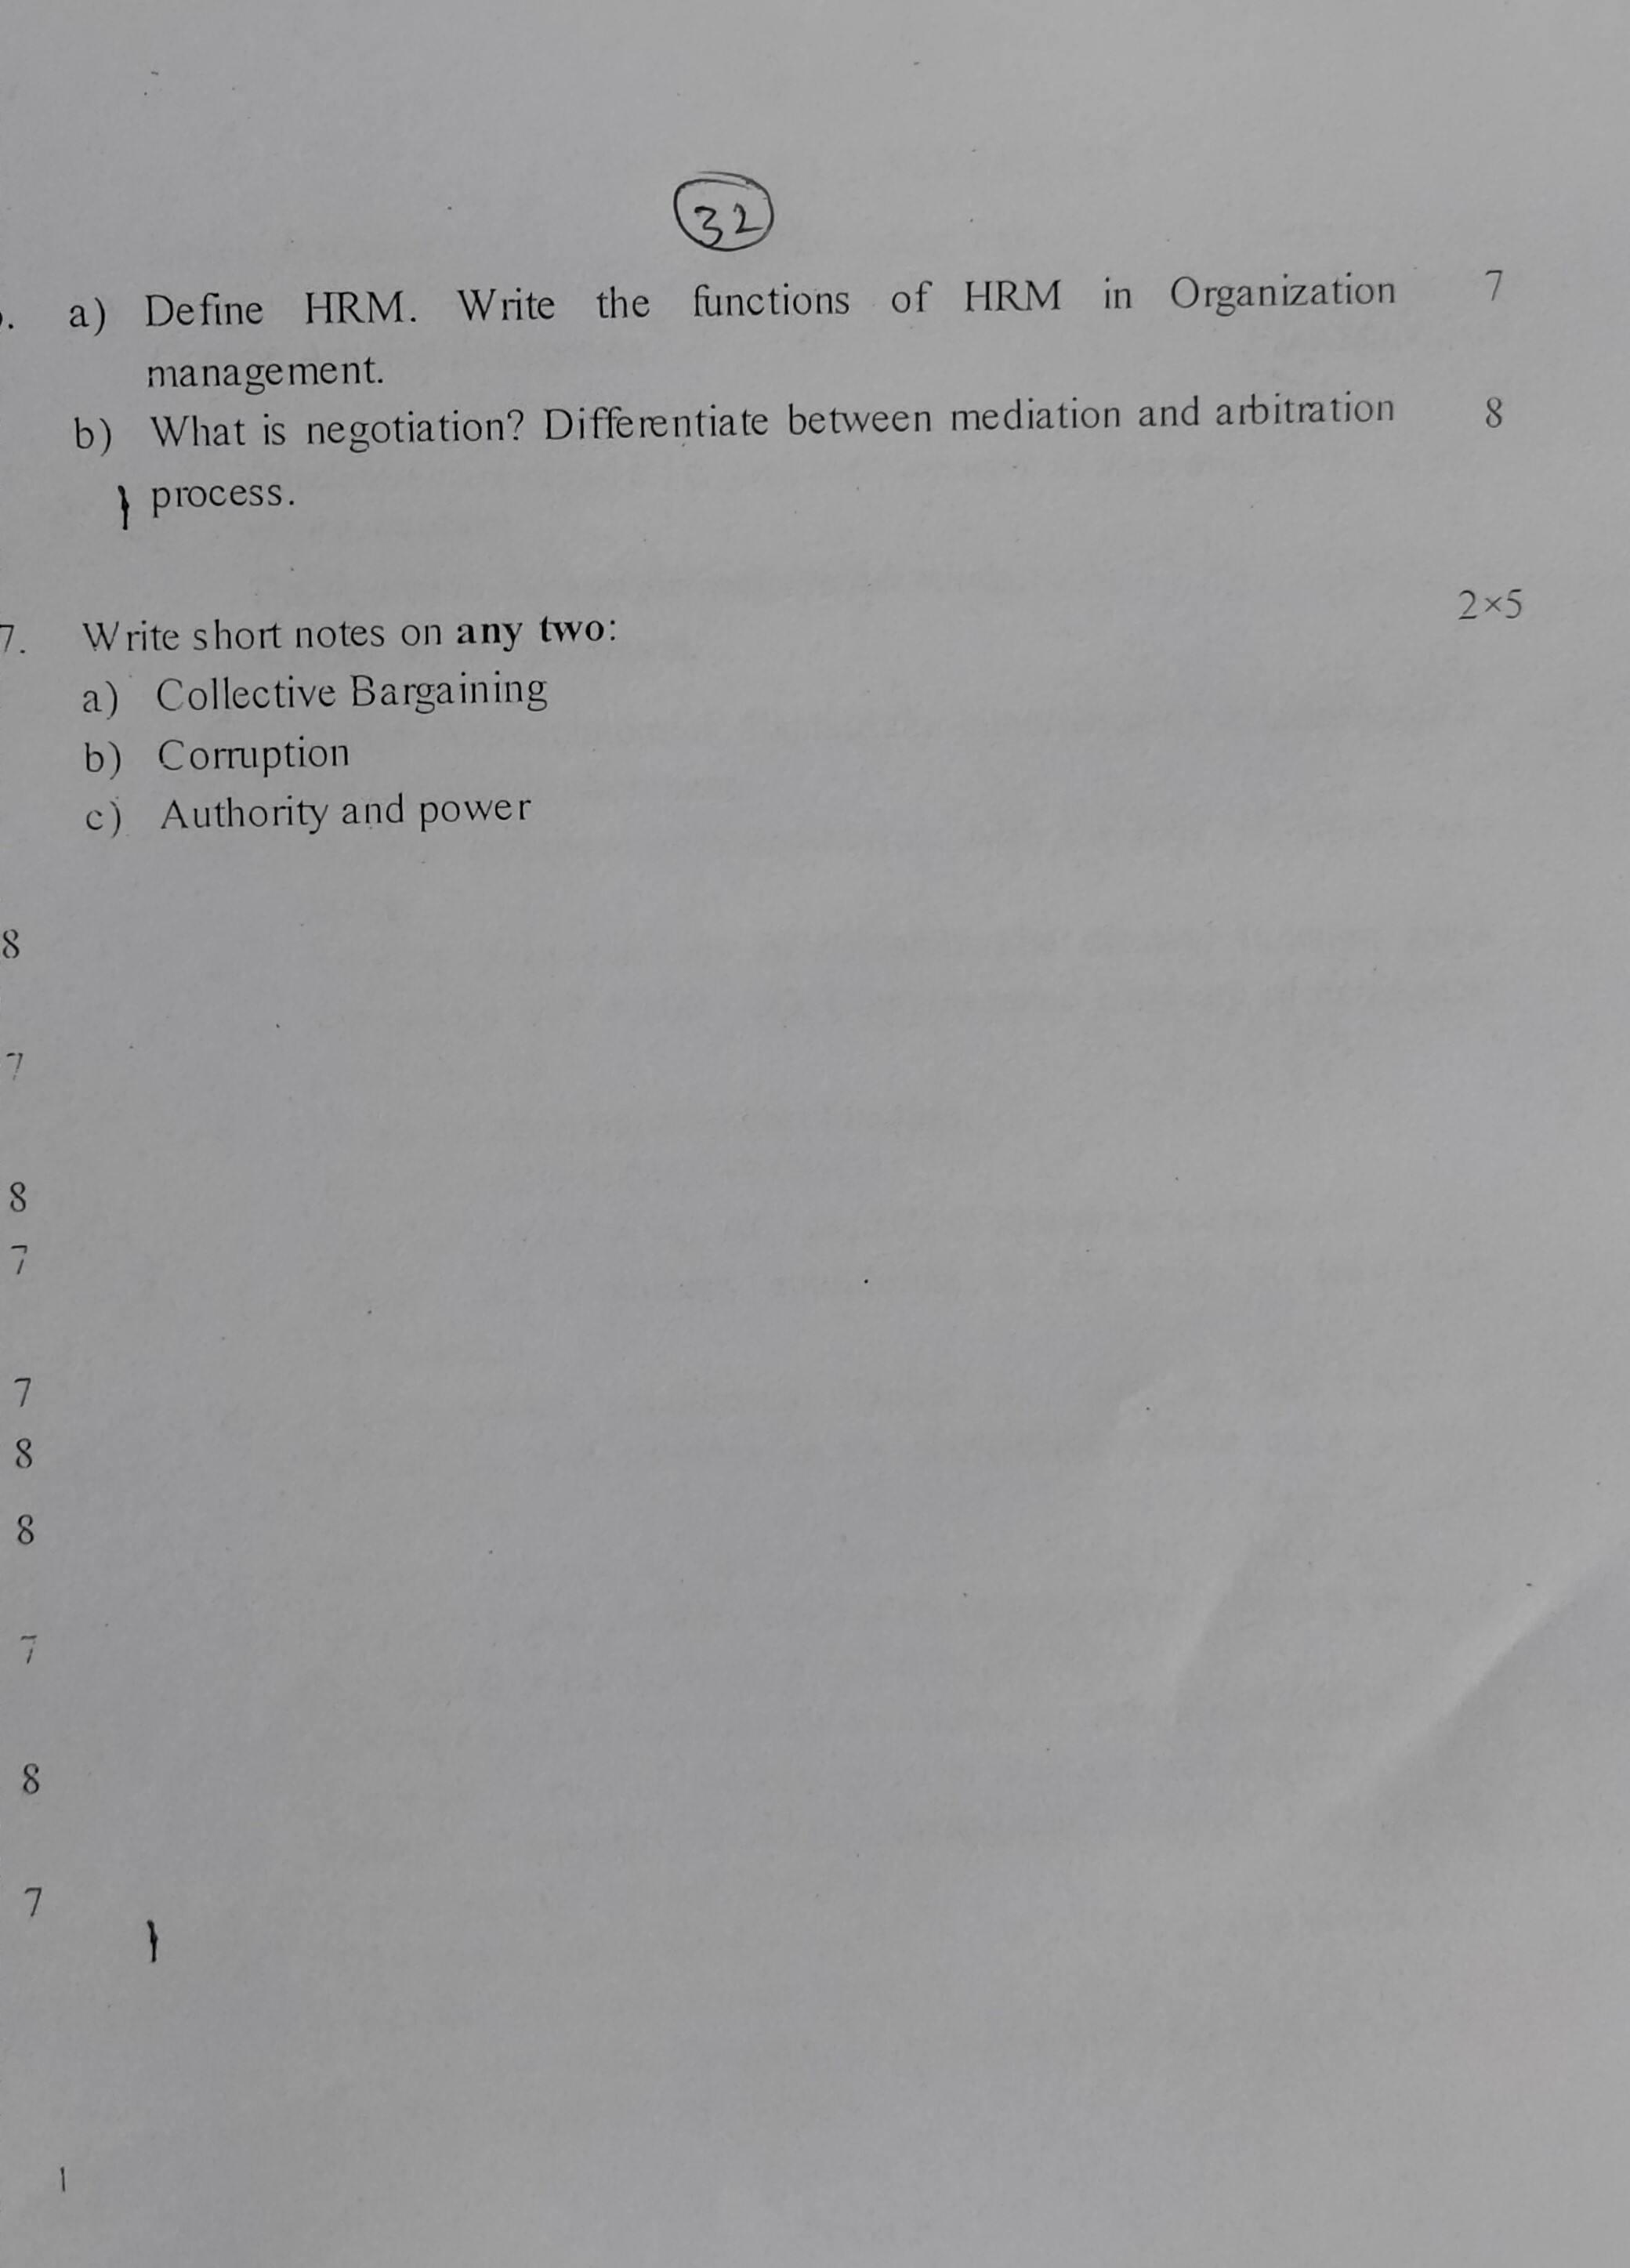 32
a) Define HRM. Write the functions of HRM in Organization 7
management.
b) What is negotiation? Differentiate between mediation and arbitration 8
process.
7. Write short notes on any two: 2×5
a) Collective Bargaining
b) Corruption
c) Authority and power
8
7
8
7
7
8
8
7
8
7
1